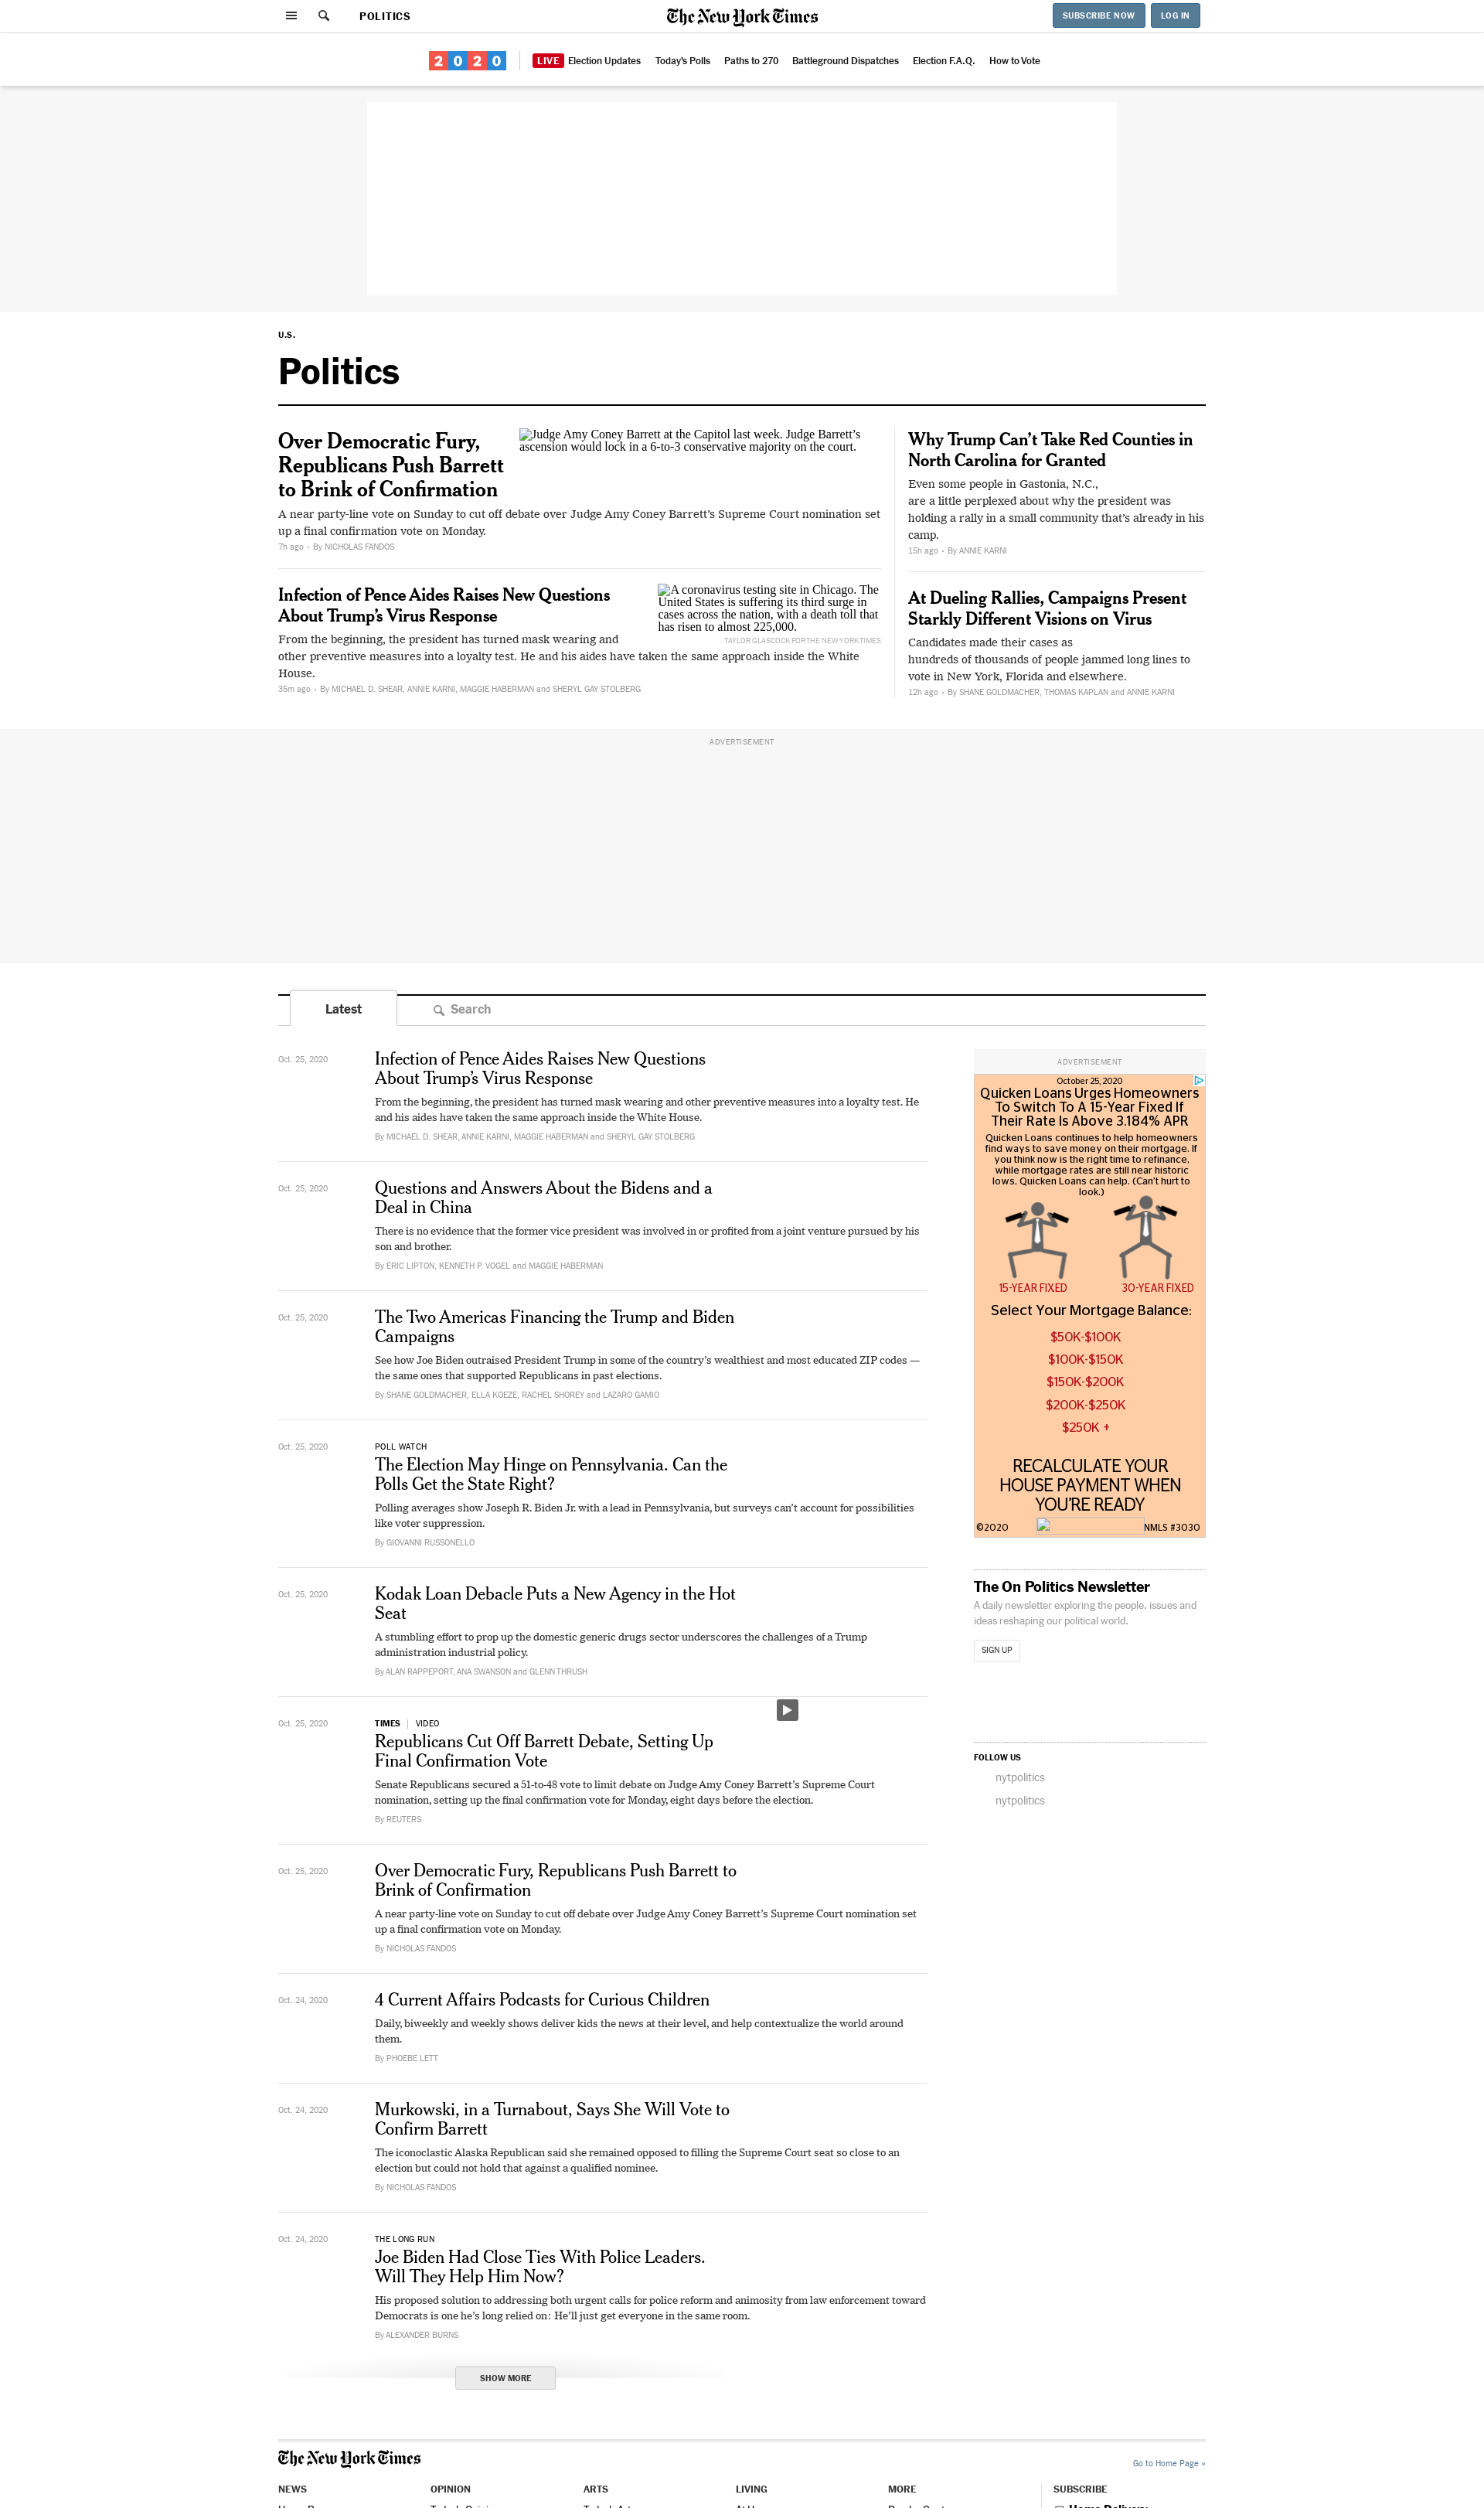 POLITICS
The New York Times
SUBSCRIBE NOW
LOG IN
2020
LIVE Election Updates
Today's Polls
Paths to 270
Battleground Dispatches
Election F.A.Q.
How to Vote
U.S.
Politics
Over Democratic Fury,
Republicans Push Barrett
to Brink of Confirmation
Judge Amy Coney Barrett at the Capitol last week. Judge Barrett’s
ascension would lock in a 6-to-3 conservative majority on the court.
A near party-line vote on Sunday to cut off debate over Judge Amy Coney Barrett’s Supreme Court nomination set
up a final confirmation vote on Monday.
7h ago • By NICHOLAS FANDOS
Infection of Pence Aides Raises New Questions
About Trump’s Virus Response
A coronavirus testing site in Chicago. The
United States is suffering its third surge in
cases across the nation, with a death toll that
has risen to almost 225,000.
TAYLOR GLASCOCK FOR THE NEW YORK TIMES
From the beginning, the president has turned mask wearing and
other preventive measures into a loyalty test. He and his aides have taken the same approach inside the White
House.
35m ago • By MICHAEL D. SHEAR, ANNIE KARNI, MAGGIE HABERMAN and SHERYL GAY STOLBERG
Why Trump Can’t Take Red Counties in
North Carolina for Granted
Even some people in Gastonia, N.C.,
are a little perplexed about why the president was
holding a rally in a small community that’s already in his
camp.
15h ago • By ANNIE KARNI
At Dueling Rallies, Campaigns Present
Starkly Different Visions on Virus
Candidates made their cases as
hundreds of thousands of people jammed long lines to
vote in New York, Florida and elsewhere.
12h ago • By SHANE GOLDMACHER, THOMAS KAPLAN and ANNIE KARNI
ADVERTISEMENT
Latest
Search
Oct. 25, 2020
Infection of Pence Aides Raises New Questions
About Trump’s Virus Response
From the beginning, the president has turned mask wearing and other preventive measures into a loyalty test. He
and his aides have taken the same approach inside the White House.
By MICHAEL D. SHEAR, ANNIE KARNI, MAGGIE HABERMAN and SHERYL GAY STOLBERG
Oct. 25, 2020
Questions and Answers About the Bidens and a
Deal in China
There is no evidence that the former vice president was involved in or profited from a joint venture pursued by his
son and brother.
By ERIC LIPTON, KENNETH P. VOGEL and MAGGIE HABERMAN
Oct. 25, 2020
The Two Americas Financing the Trump and Biden
Campaigns
See how Joe Biden outraised President Trump in some of the country’s wealthiest and most educated ZIP codes —
the same ones that supported Republicans in past elections.
By SHANE GOLDMACHER, ELLA KOEZE, RACHEL SHOREY and LAZARO GAMIO
Oct. 25, 2020
POLL WATCH
The Election May Hinge on Pennsylvania. Can the
Polls Get the State Right?
Polling averages show Joseph R. Biden Jr. with a lead in Pennsylvania, but surveys can’t account for possibilities
like voter suppression.
By GIOVANNI RUSSONELLO
Oct. 25, 2020
Kodak Loan Debacle Puts a New Agency in the Hot
Seat
A stumbling effort to prop up the domestic generic drugs sector underscores the challenges of a Trump
administration industrial policy.
By ALAN RAPPEPORT, ANA SWANSON and GLENN THRUSH
Oct. 25, 2020
TIMES | VIDEO
Republicans Cut Off Barrett Debate, Setting Up
Final Confirmation Vote
Senate Republicans secured a 51-to-48 vote to limit debate on Judge Amy Coney Barrett’s Supreme Court
nomination, setting up the final confirmation vote for Monday, eight days before the election.
By REUTERS
Oct. 25, 2020
Over Democratic Fury, Republicans Push Barrett to
Brink of Confirmation
A near party-line vote on Sunday to cut off debate over Judge Amy Coney Barrett’s Supreme Court nomination set
up a final confirmation vote on Monday.
By NICHOLAS FANDOS
Oct. 24, 2020
4 Current Affairs Podcasts for Curious Children
Daily, biweekly and weekly shows deliver kids the news at their level, and help contextualize the world around
them.
By PHOEBE LETT
Oct. 24, 2020
Murkowski, in a Turnabout, Says She Will Vote to
Confirm Barrett
The iconoclastic Alaska Republican said she remained opposed to filling the Supreme Court seat so close to an
election but could not hold that against a qualified nominee.
By NICHOLAS FANDOS
Oct. 24, 2020
THE LONG RUN
Joe Biden Had Close Ties With Police Leaders.
Will They Help Him Now?
His proposed solution to addressing both urgent calls for police reform and animosity from law enforcement toward
Democrats is one he’s long relied on: He’ll just get everyone in the same room.
By ALEXANDER BURNS
SHOW MORE
ADVERTISEMENT
October 25, 2020
Quicken Loans Urges Homeowners
To Switch To A 15-Year Fixed If
Their Rate Is Above 3.184% APR
Quicken Loans continues to help homeowners
find ways to save money on their mortgage. If
you think now is the right time to refinance,
while mortgage rates are still near historic
lows, Quicken Loans can help. (Can't hurt to
look.)
15-YEAR FIXED
30-YEAR FIXED
Select Your Mortgage Balance:
$50K-$100K
$100K-$150K
$150K-$200K
$200K-$250K
$250K +
RECALCULATE YOUR
HOUSE PAYMENT WHEN
YOU'RE READY
©2020
NMLS #3030
The On Politics Newsletter
A daily newsletter exploring the people, issues and
ideas reshaping our political world.
SIGN UP
FOLLOW US
nytpolitics
nytpolitics
The New York Times
Go to Home Page »
NEWS
OPINION
ARTS
LIVING
MORE
SUBSCRIBE